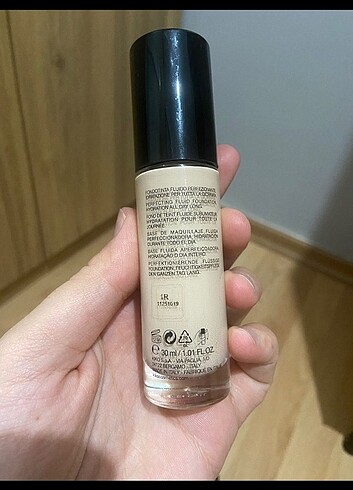 FONDOTINTA FLUIDO PERFEZIONANTE.
IDRATAZIONE PER TUTTA LA GIORNATA
PERFECTING FLUID FOUNDATION
HYDRATION ALL DAY LONG.
FOND DE TEINT FLUIDE SUBLIMATEUR
HYDRATATION POUR TOUTE LA
JOURNÉE.
BASE DE MAQUILLAJE FLUIDA
PERFECCIONADORA. HIDRATACIÓN
DURANTE TODO EL DÍA.
BASE FLUIDA APERFEIÇOADORA
HIDRATAÇÃO DIA INTEIRO.
PERFEKTIONIERENDE FLÜSSIGE
FOUNDATION. FEUCHTIGKEITSPFLEGE
DEN GANZEN TAG LANG.
1R
℮ 30 ml / 1.01 FL.OZ.
KIKO S.p.A. - VIA PAGLIA, 1/D
BERGAMO - ITALY
MADE IN ITALY / FABRIQUÉ EN